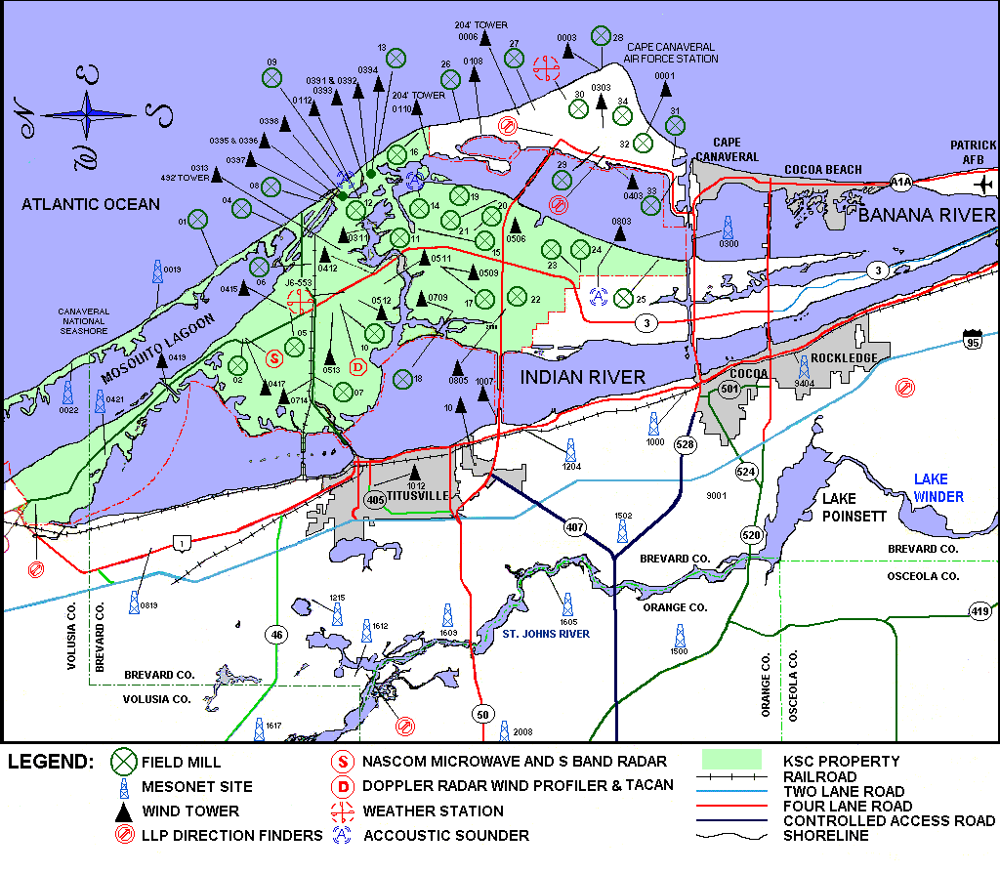 204' TOWER
0006
0108
26
27
0003
28
CAPE CANAVERAL
AIR FORCE STATION
0001
31
30
0303
34
32
13
0394
0391 & 0392
0393
09
0112
204' TOWER
0110
0398
0395 & 0396
0397
0313
492' TOWER
08
04
01
16
E
N
S
W
ATLANTIC OCEAN
CAPE
CANAVERAL
COCOA BEACH
PATRICK
AFB
A1A
BANANA RIVER
29
0403
33
0803
0300
19
14
20
21
15
11
12
0311
0412
0506
23
24
A
A
A
25
0511
0509
0709
17
22
0512
10
0019
06
J6-553
0415
CANAVERAL
NATIONAL
SEASHORE
MOSQUITO LAGOON
0419
05
S
02
0417
0714
0513
D
07
18
0805
1007
10
2000
3
3
INDIAN RIVER
95
ROCKLEDGE
COCOA
501
9404
0022
0421
528
1000
1204
524
9001
LAKE
WINDER
LAKE
POINSETT
405
1012
TITUSVILLE
407
1502
520
1
BREVARD CO.
OSCEOLA CO.
BREVARD CO.
ORANGE CO.
0819
1215
1612
1609
1605
ST. JOHNS RIVER
1500
419
VOLUSIA CO.
BREVARD CO.
46
BREVARD CO.
VOLUSIA CO.
ORANGE CO.
OSCEOLA CO.
1617
50
2008
LEGEND:
FIELD MILL
MESONET SITE
WIND TOWER
LLP DIRECTION FINDERS
S
NASCOM MICROWAVE AND S BAND RADAR
D
DOPPLER RADAR WIND PROFILER & TACAN
WEATHER STATION
A
ACCOUSTIC SOUNDER
KSC PROPERTY
RAILROAD
TWO LANE ROAD
FOUR LANE ROAD
CONTROLLED ACCESS ROAD
SHORELINE